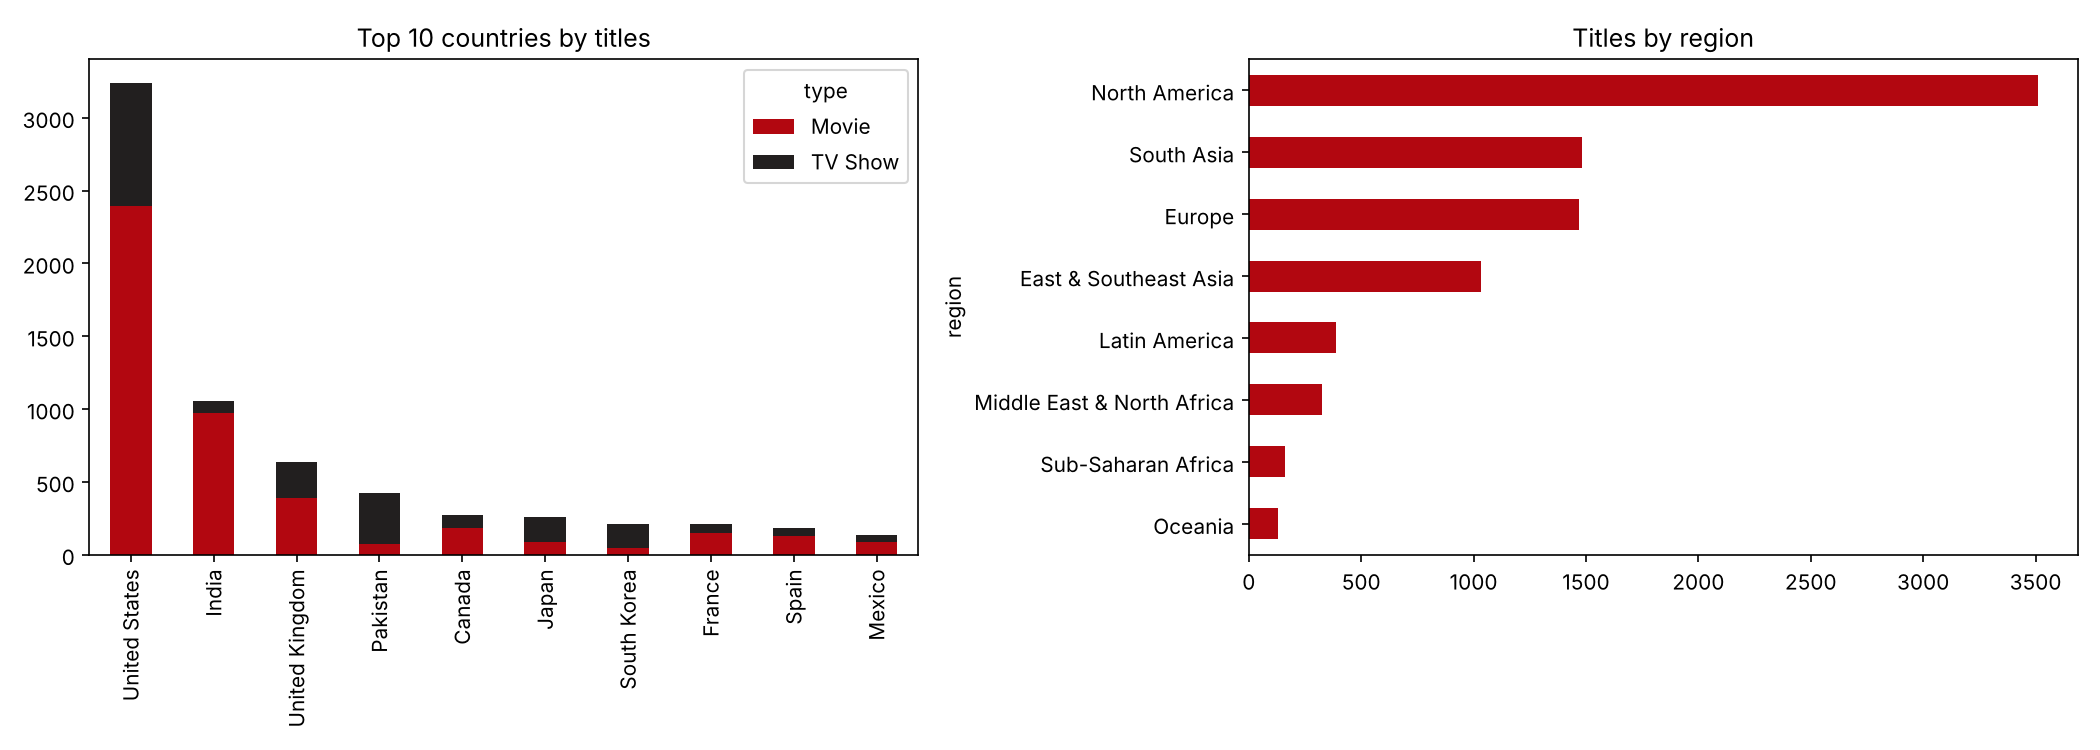 Top 10 countries by titles
type
Movie
TV Show
3000
2500
2000
1500
1000
500
0
United States
India
United Kingdom
Pakistan
Canada
Japan
South Korea
France
Spain
Mexico
Titles by region
region
North America
South Asia
Europe
East & Southeast Asia
Latin America
Middle East & North Africa
Sub-Saharan Africa
Oceania
0 500 1000 1500 2000 2500 3000 3500